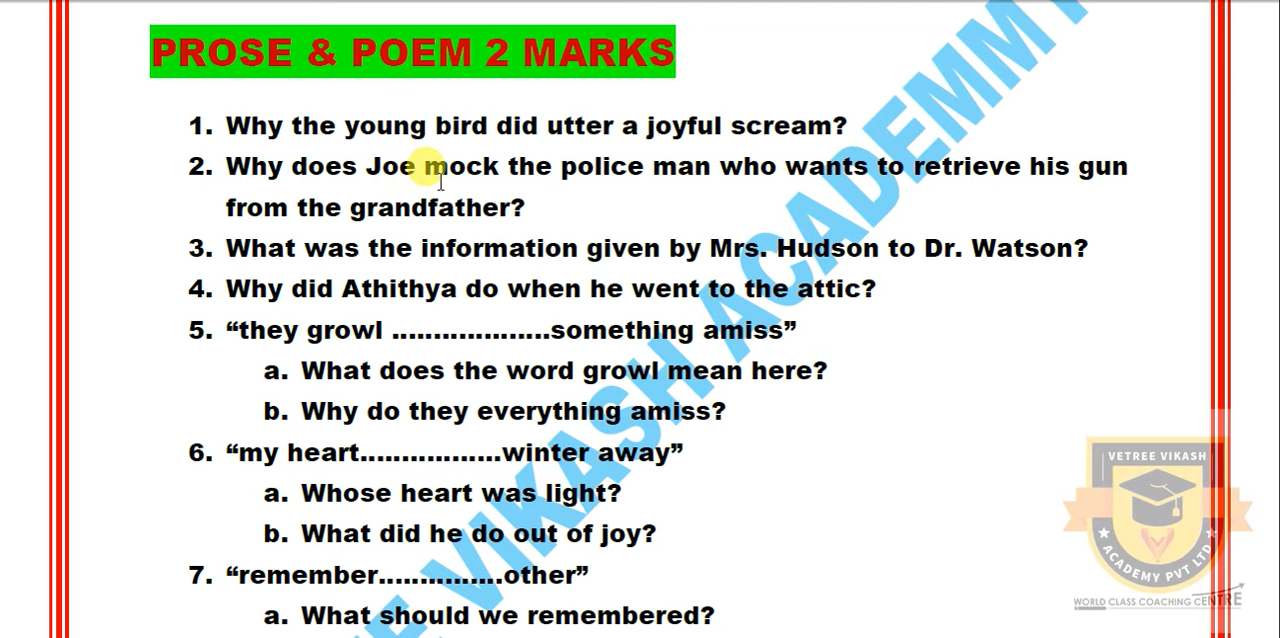 PROSE & POEM 2 MARKS
1. Why the young bird did utter a joyful scream?
2. Why does Joe mock the police man who wants to retrieve his gun
from the grandfather?
3. What was the information given by Mrs. Hudson to Dr. Watson?
4. Why did Athithya do when he went to the attic?
5. “they growl ...................something amiss”
a. What does the word growl mean here?
b. Why do they everything amiss?
6. “my heart.................winter away”
a. Whose heart was light?
b. What did he do out of joy?
7. “remember...............other”
a. What should we remembered?
VIKASH ACADEMMY
VETREE VIKASH
ACADEMY PVT LTD
WORLD CLASS COACHING CENTRE